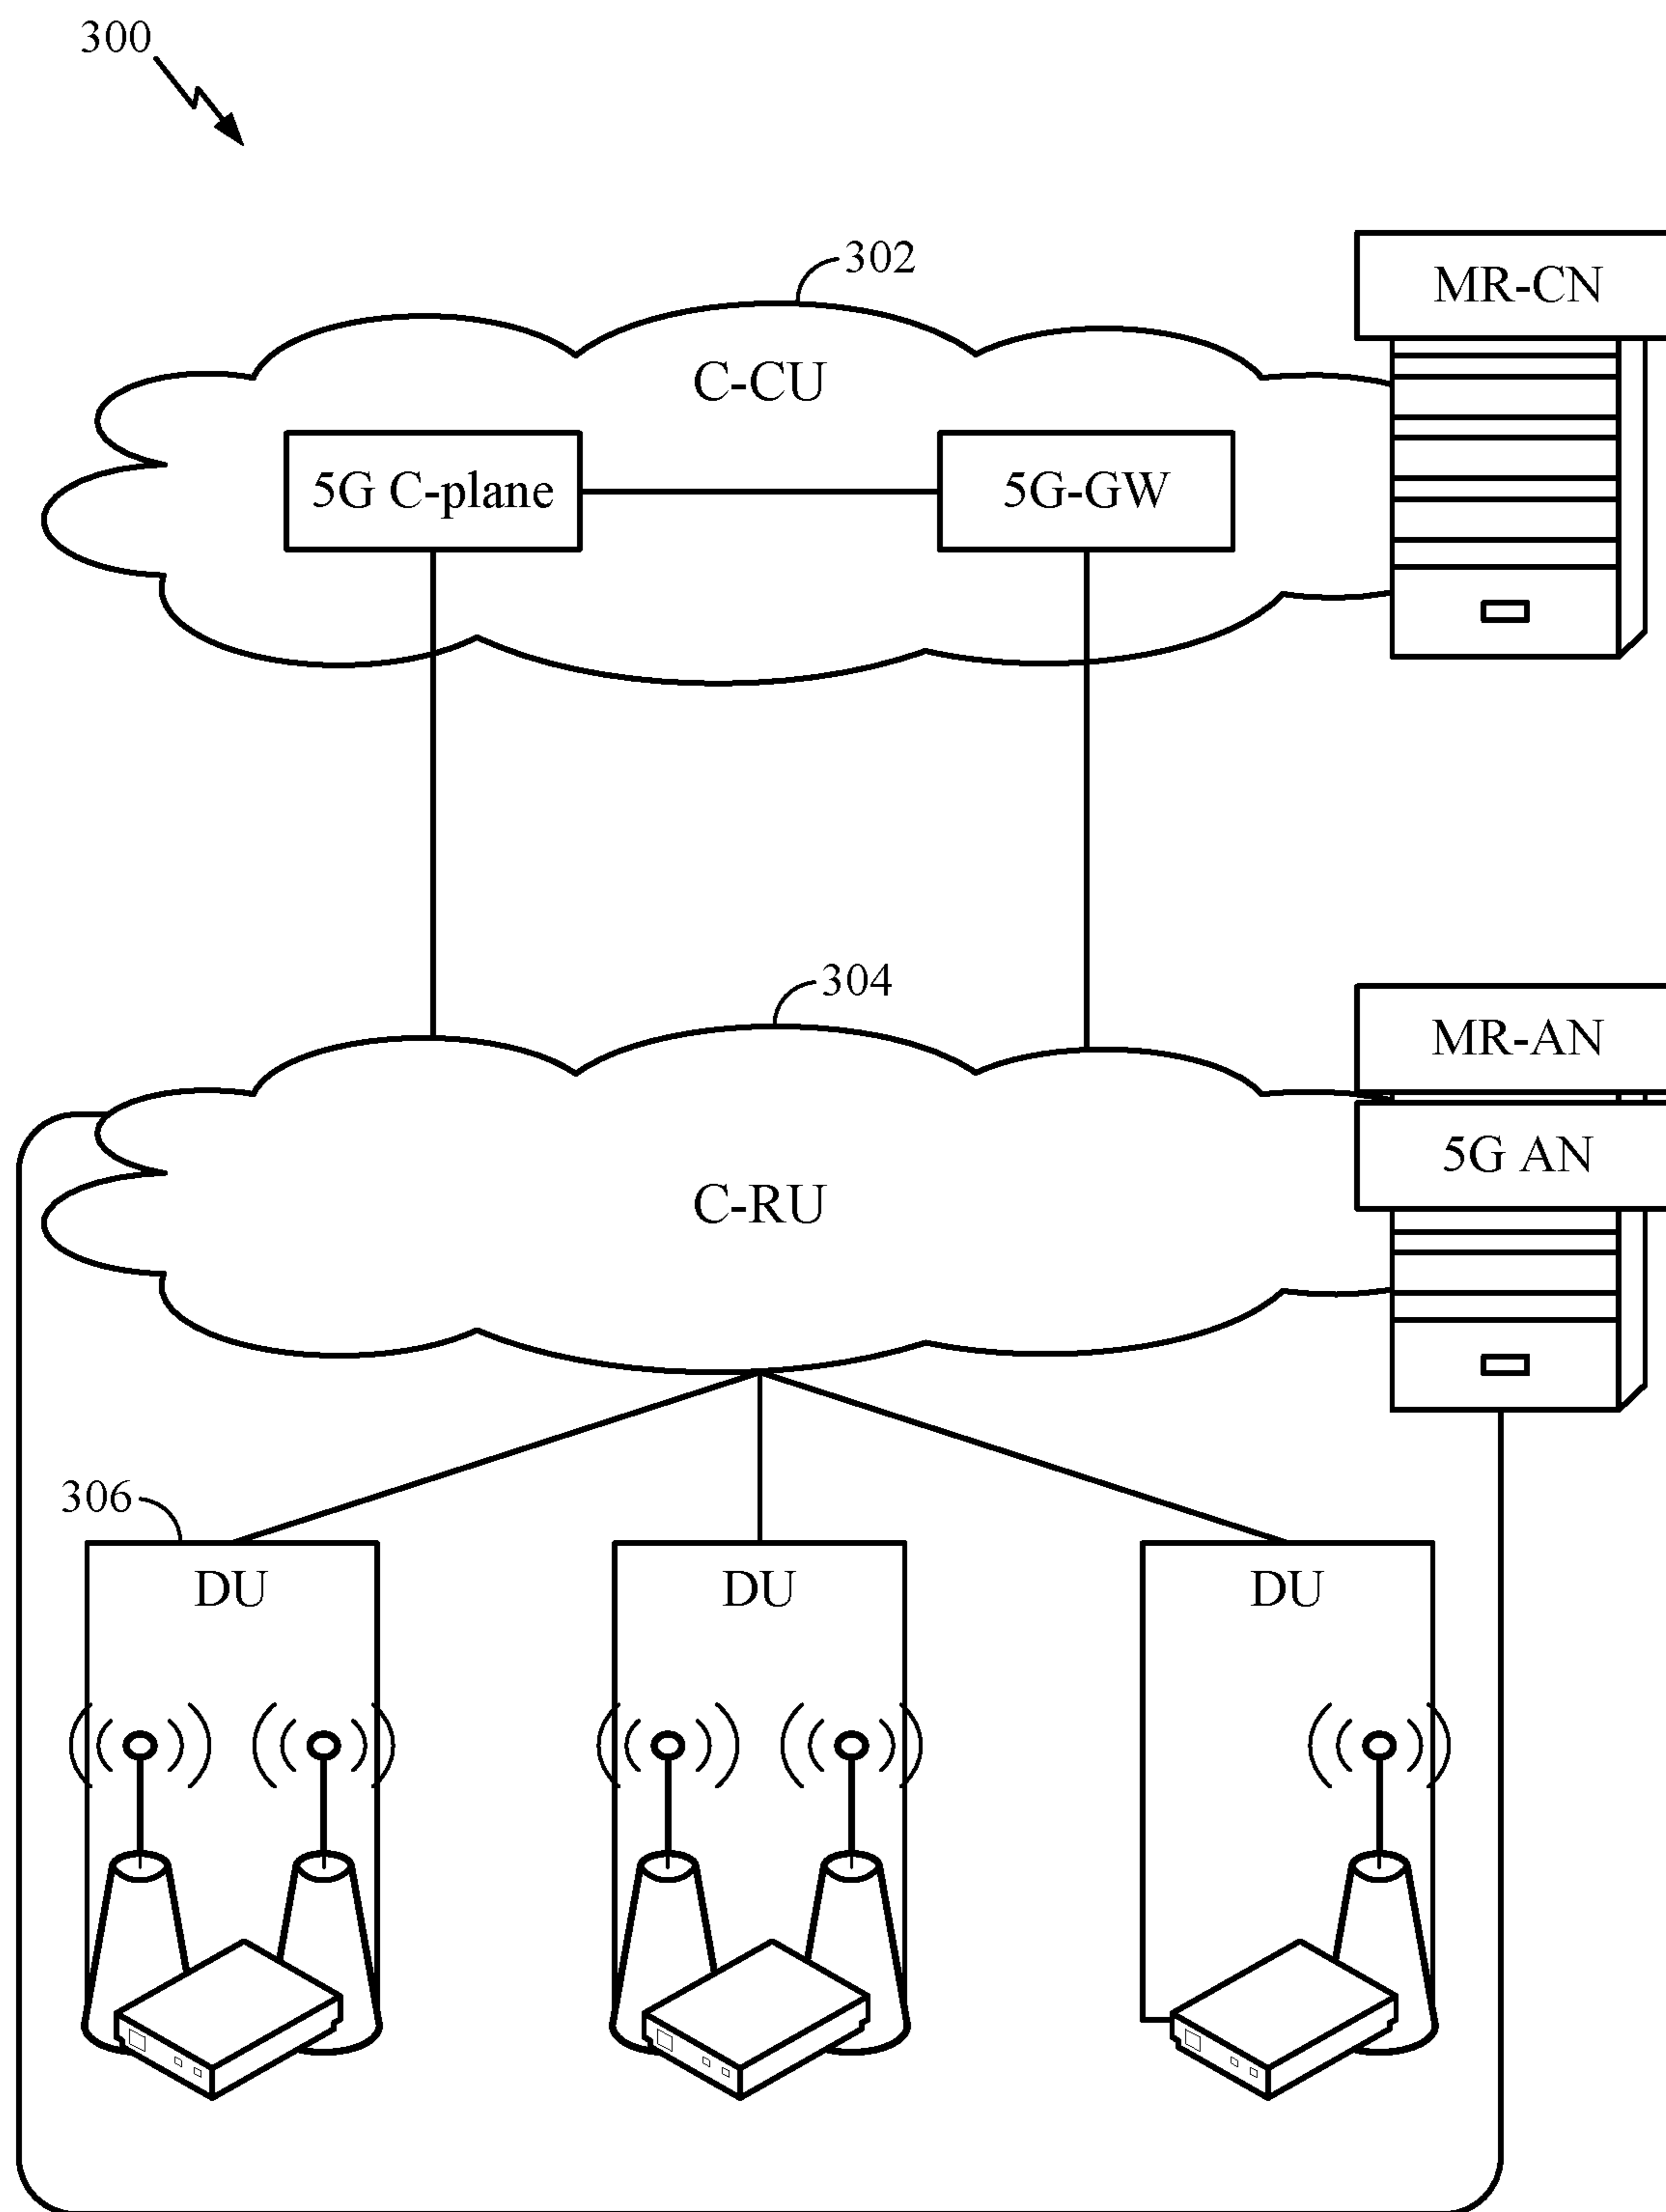 300
302
MR-CN
C-CU
5G C-plane
5G-GW
304
MR-AN
5G AN
C-RU
306
DU
DU
DU